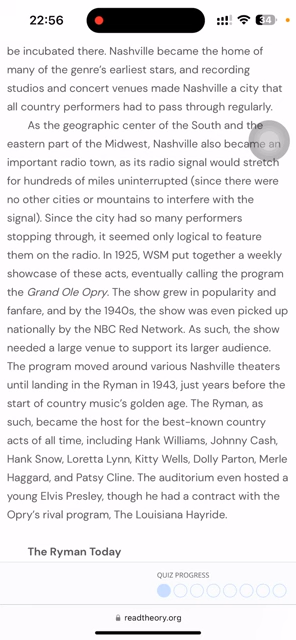 22:56
34
be incubated there. Nashville became the home of
many of the genre's earliest stars, and recording
studios and concert venues made Nashville a city that
all country performers had to pass through regularly.
As the geographic center of the South and the
eastern part of the Midwest, Nashville also became an
important radio town, as its radio signal would stretch
for hundreds of miles uninterrupted (since there were
no other cities or mountains to interfere with the
signal). Since the city had so many performers
stopping through, it seemed only logical to feature
them on the radio. In 1925, WSM put together a weekly
showcase of these acts, eventually calling the program
the Grand Ole Opry. The show grew in popularity and
fanfare, and by the 1940s, the show was even picked up
nationally by the NBC Red Network. As such, the show
needed a large venue to support its larger audience.
The program moved around various Nashville theaters
until landing in the Ryman in 1943, just years before the
start of country music's golden age. The Ryman, as
such, became the host for the best-known country
acts of all time, including Hank Williams, Johnny Cash,
Hank Snow, Loretta Lynn, Kitty Wells, Dolly Parton, Merle
Haggard, and Patsy Cline. The auditorium even hosted a
young Elvis Presley, though he had a contract with the
Opry's rival program, The Louisiana Hayride.
The Ryman Today
QUIZ PROGRESS
readtheory.org